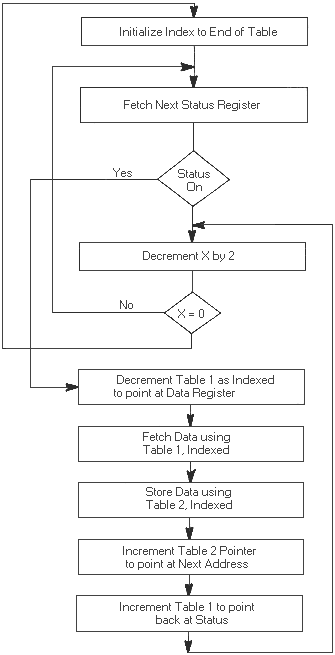 Initialize Index to End of Table
Fetch Next Status Register
Yes
Status
On
Decrement X by 2
No
X = 0
Decrement Table 1 as Indexed
to point at Data Register
Fetch Data using
Table 1, Indexed
Store Data using
Table 2, Indexed
Increment Table 2 Pointer
to point at Next Address
Increment Table 1 to point
back at Status